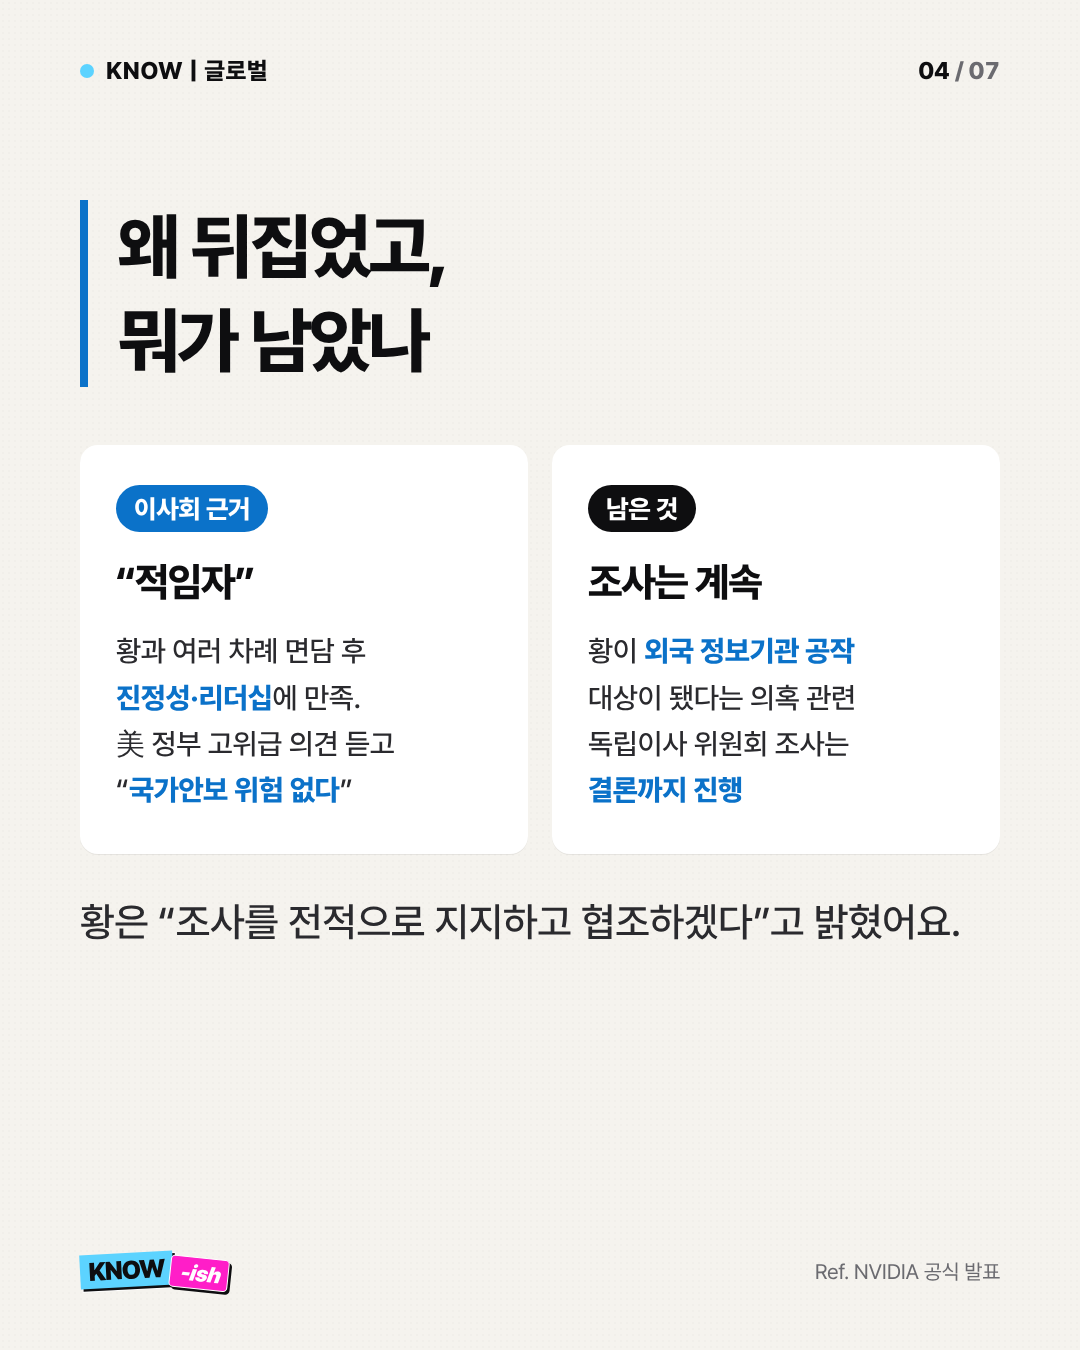 KNOW | 글로벌
04 / 07
왜 뒤집었고,
뭐가 남았나
이사회 근거
“적임자”
황과 여러 차례 면담 후
진정성·리더십에 만족.
美 정부 고위급 의견 듣고
“국가안보 위험 없다”
남은 것
조사는 계속
황이 외국 정보기관 공작
대상이 됐다는 의혹 관련
독립이사 위원회 조사는
결론까지 진행
황은 “조사를 전적으로 지지하고 협조하겠다”고 밝혔어요.
KNOW -ish
Ref. NVIDIA 공식 발표